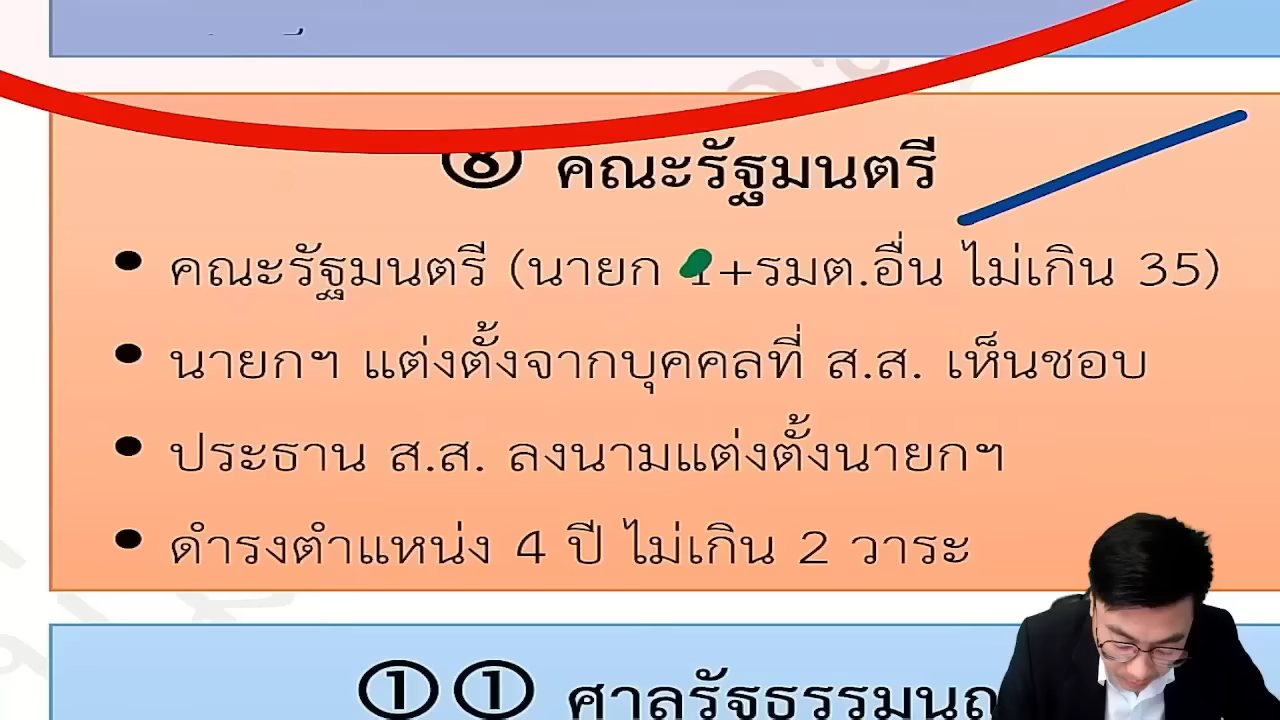 ⑧ คณะรัฐมนตรี
• คณะรัฐมนตรี (นายก 1+รมต.อื่น ไม่เกิน 35)
• นายกฯ แต่งตั้งจากบุคคลที่ ส.ส. เห็นชอบ
• ประธาน ส.ส. ลงนามแต่งตั้งนายกฯ
• ดำรงตำแหน่ง 4 ปี ไม่เกิน 2 วาระ
①① ศาลรัฐธรรมนูญ